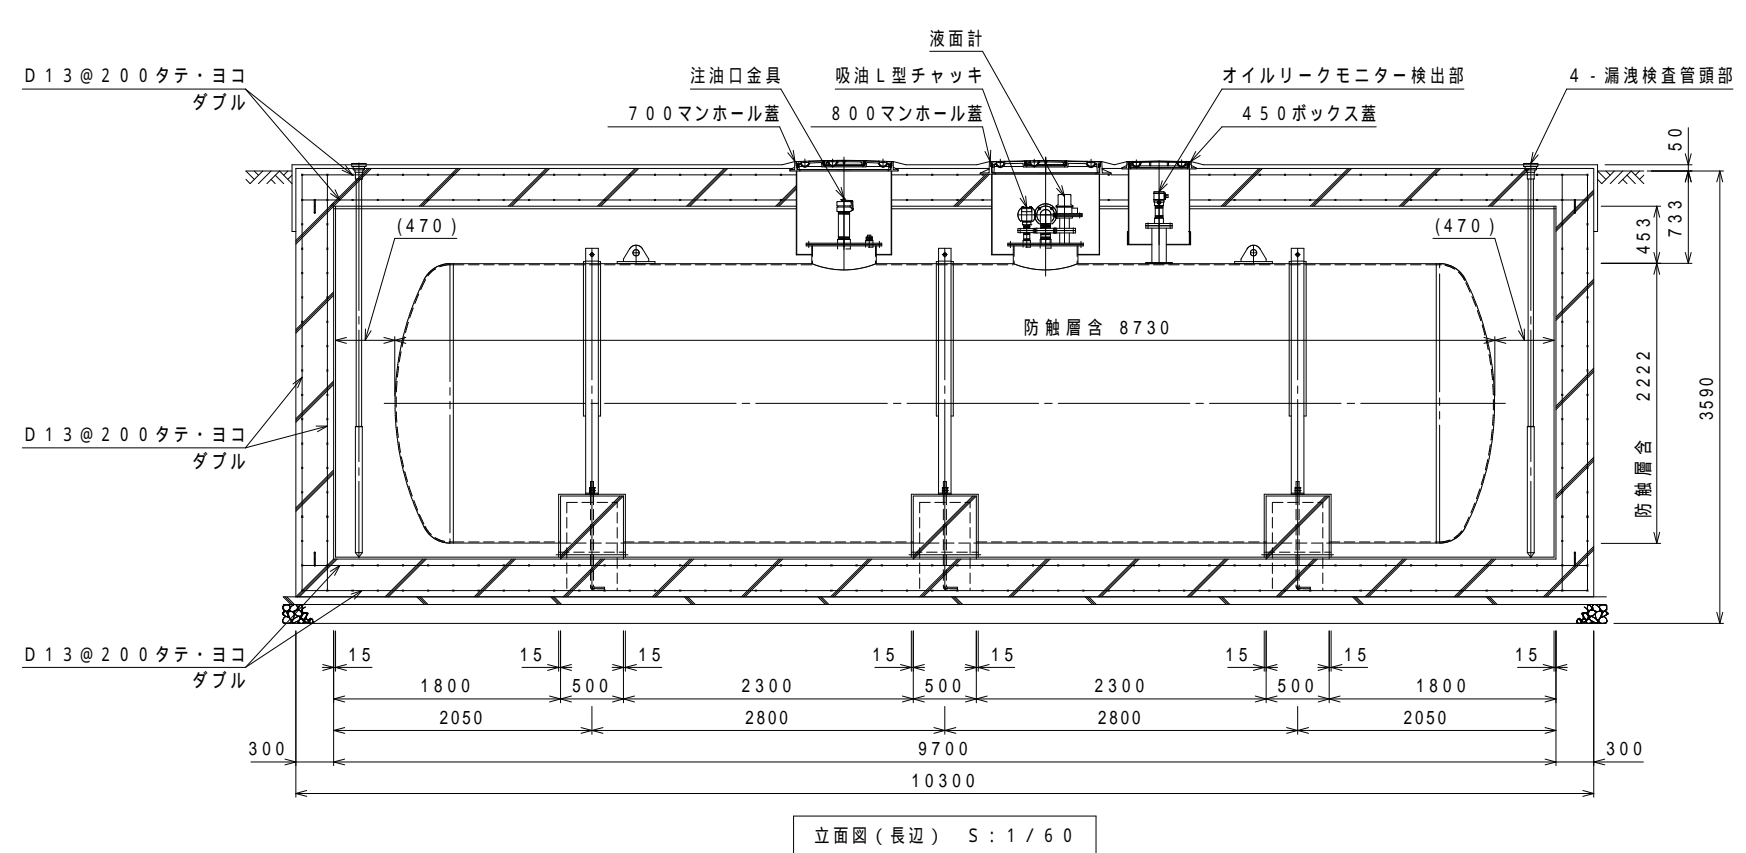 液面計
D13@200タテ・ヨコ
ダブル
注油口金具
吸油L型チャッキ
オイルリークモニター検出部
4-漏洩検査管頭部
700マンホール蓋
800マンホール蓋
450ボックス蓋
50
733
453
(470)
(470)
防触層含 8730
防触層含 2222
3590
D13@200タテ・ヨコ
ダブル
D13@200タテ・ヨコ
ダブル
15 15 15 15 15 15 15 15
1800 500 2300 500 2300 500 1800
2050 2800 2800 2050
300 9700 300
10300
立面図(長辺) S:1/60